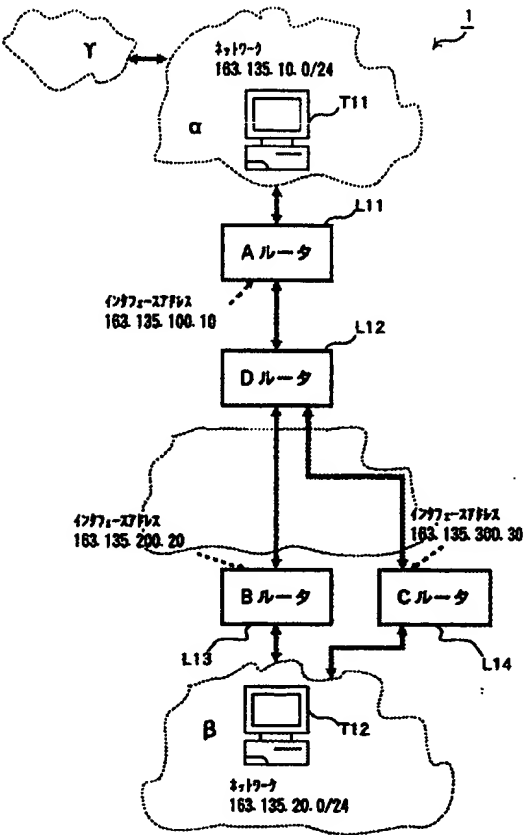 1
γ
ネットワーク
163.135.10.0/24
T11
α
L11
Aルータ
インタフェースアドレス
163.135.100.10
L12
Dルータ
インタフェースアドレス
163.135.200.20
インタフェースアドレス
163.135.300.30
Bルータ
Cルータ
L13
L14
β
T12
ネットワーク
163.135.20.0/24